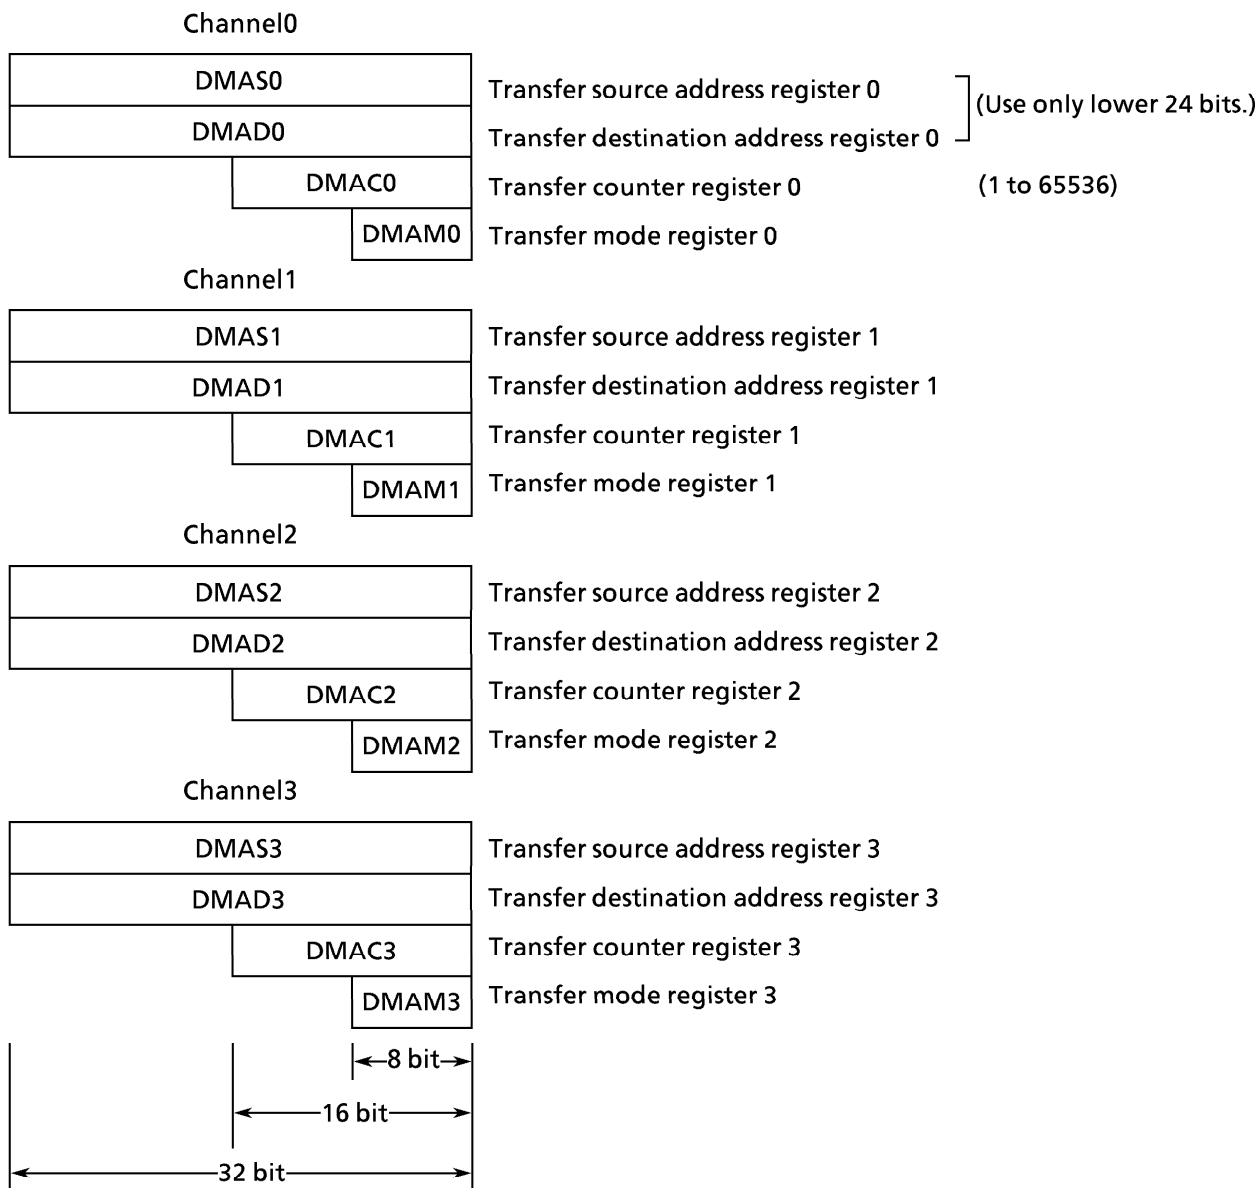 Channel0
DMAS0 Transfer source address register 0
DMAD0 Transfer destination address register 0
(Use only lower 24 bits.)
DMAC0 Transfer counter register 0 (1 to 65536)
DMAM0 Transfer mode register 0
Channel1
DMAS1 Transfer source address register 1
DMAD1 Transfer destination address register 1
DMAC1 Transfer counter register 1
DMAM1 Transfer mode register 1
Channel2
DMAS2 Transfer source address register 2
DMAD2 Transfer destination address register 2
DMAC2 Transfer counter register 2
DMAM2 Transfer mode register 2
Channel3
DMAS3 Transfer source address register 3
DMAD3 Transfer destination address register 3
DMAC3 Transfer counter register 3
DMAM3 Transfer mode register 3
8 bit
16 bit
32 bit